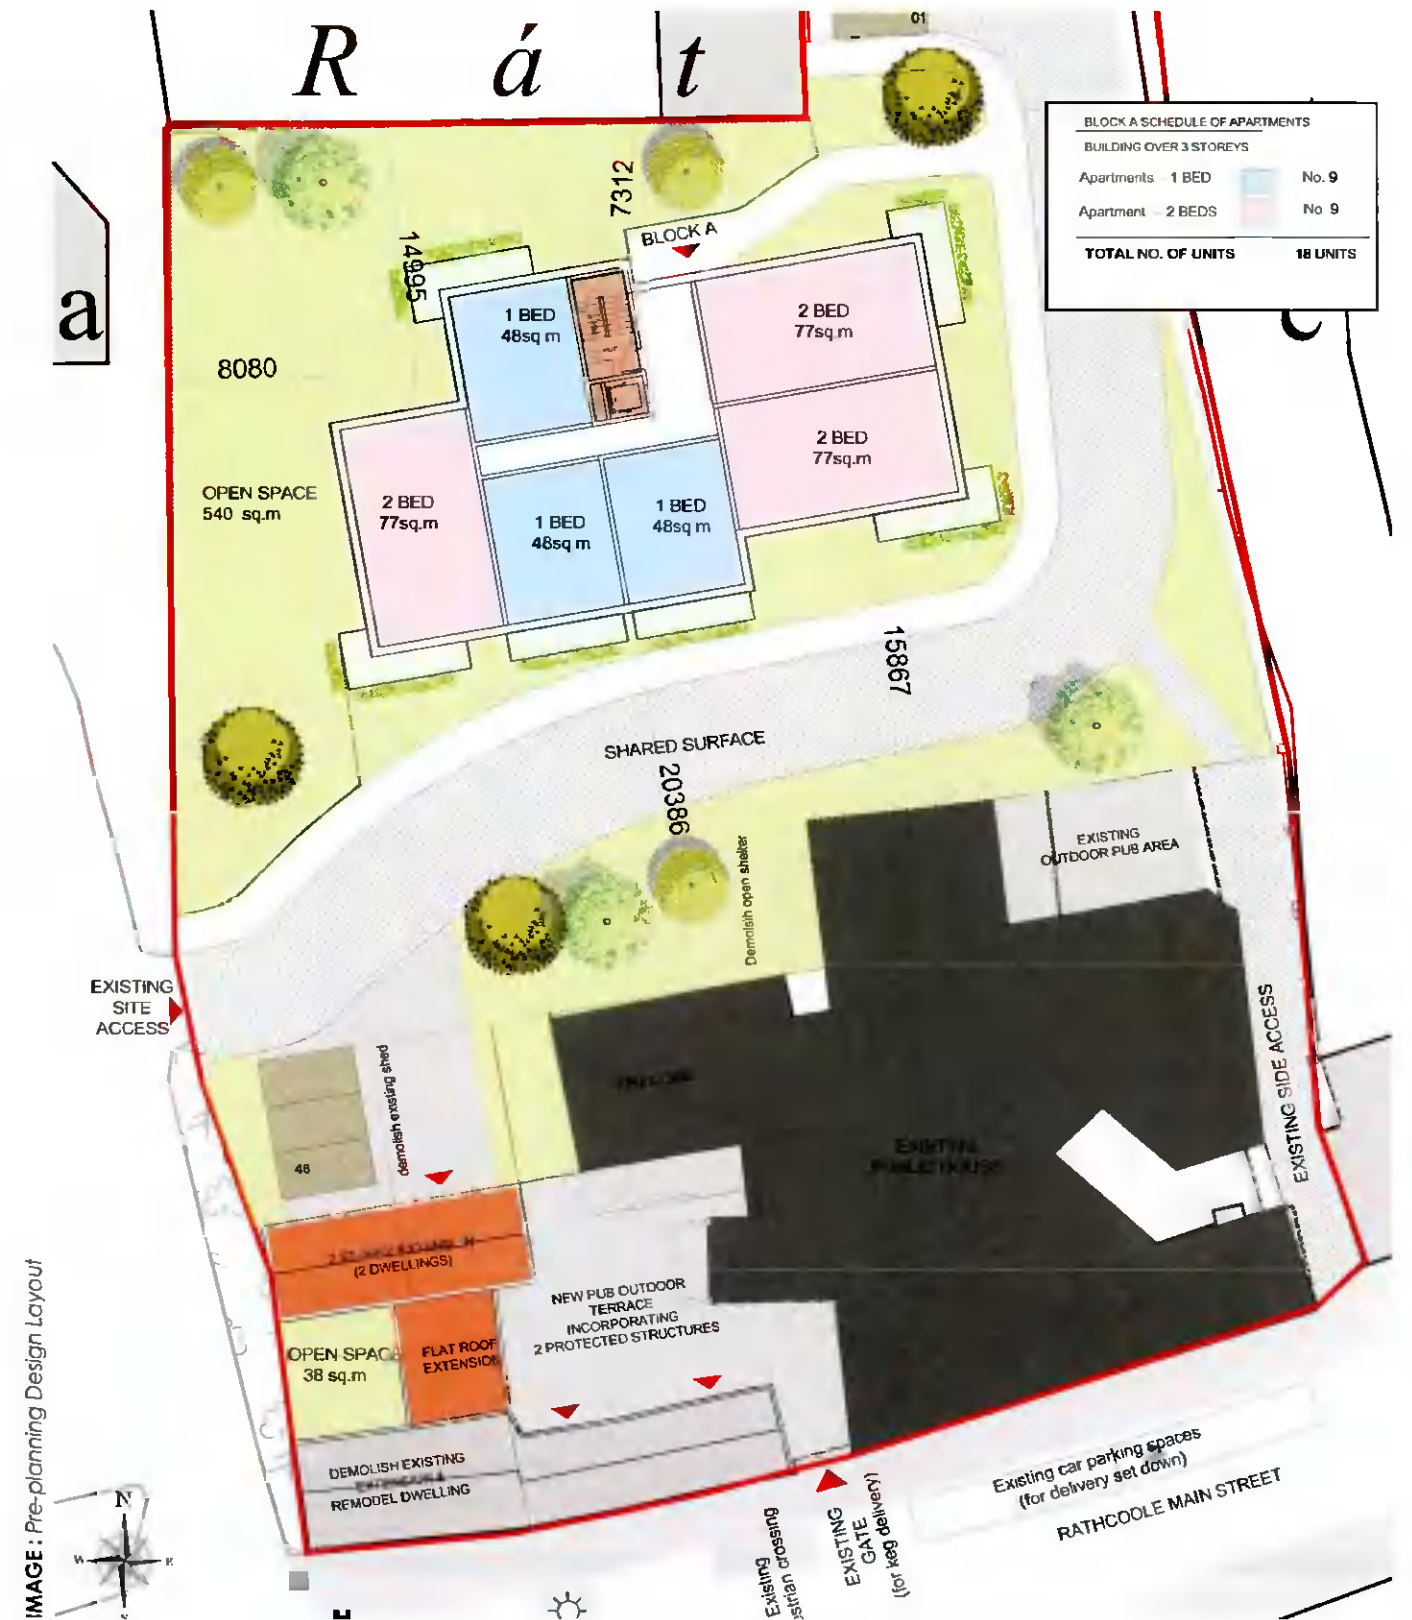 R á t
01
BLOCK A SCHEDULE OF APARTMENTS
BUILDING OVER 3 STOREYS
Apartments - 1 BED No. 9
Apartment - 2 BEDS No 9
TOTAL NO. OF UNITS 18 UNITS
a
7312
14995
BLOCK A
8080
1 BED
48sq m
2 BED
77sq.m
2 BED
77sq.m
OPEN SPACE
540 sq.m
2 BED
77sq.m
1 BED
48sq m
1 BED
48sq m
15867
SHARED SURFACE
20386
Demolsih open shelter
EXISTING
OUTDOOR PUB AREA
EXISTING
SITE
ACCESS
demolish existing shed
46
EXISTING SIDE ACCESS
EXISTING
PUBLIC HOUSE
(2 DWELLINGS)
NEW PUB OUTDOOR
TERRACE
INCORPORATING
2 PROTECTED STRUCTURES
OPEN SPACE
38 sq.m
FLAT ROOF
EXTENSION
DEMOLISH EXISTING
REMODEL DWELLING
Existing car parking spaces
(for delivery set down)
RATHCOOLE MAIN STREET
EXISTING
GATE
(for keg delivery)
Existing
strian crossing
IMAGE : Pre-planning Design Layout
N
W
E